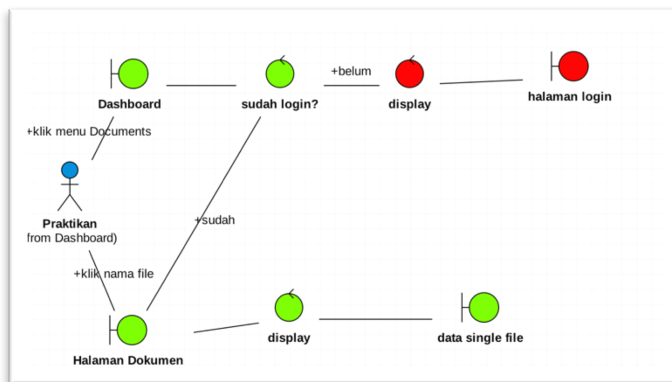 Dashboard
sudah login?
+belum
display
halaman login
+klik menu Documents
Praktikan
from Dashboard)
+sudah
+klik nama file
Halaman Dokumen
display
data single file